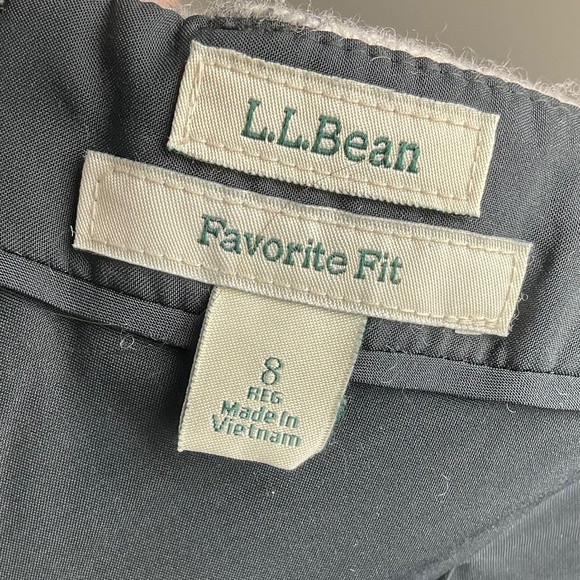 L.L.Bean
Favorite Fit
8
REG
Made In
Vietnam